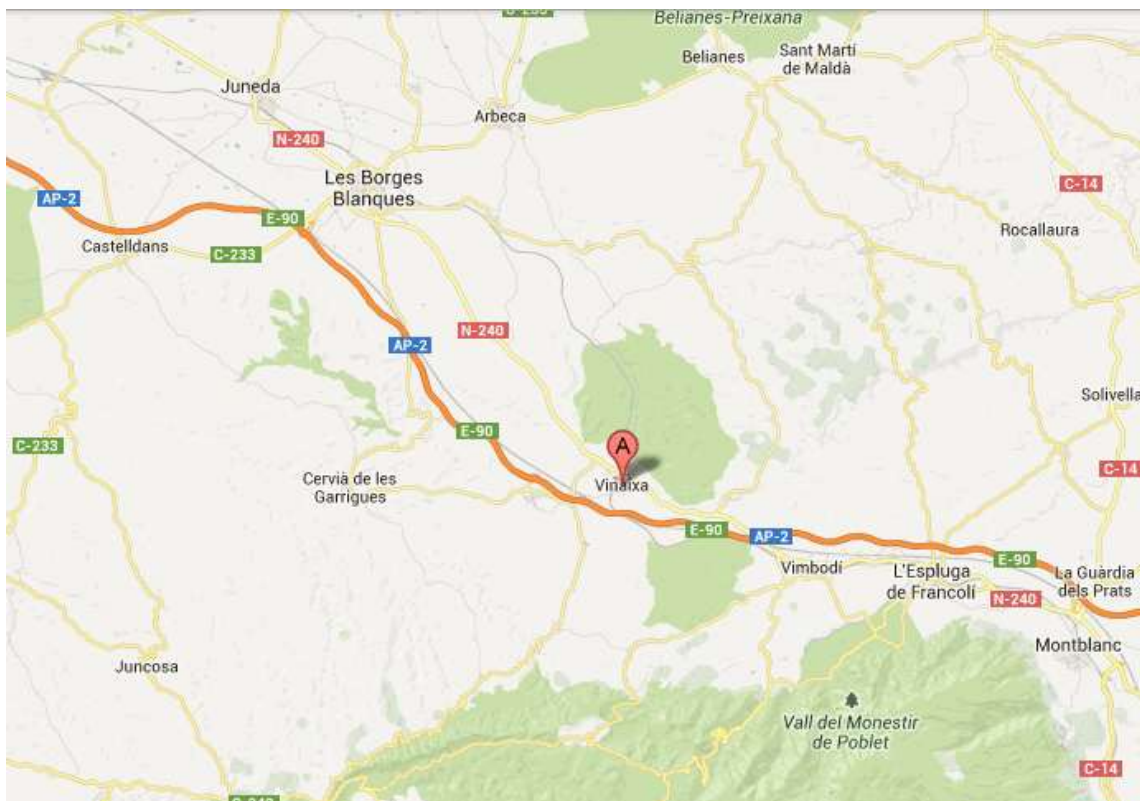 C-233
Belianes-Preixana
Belianes
Sant Martí
de Maldà
Juneda
Arbeca
N-240
Les Borges
Blanques
C-14
AP-2
E-90
Rocallaura
Castelldans
C-233
N-240
AP-2
Solivella
E-90
C-233
A
Cervià de les
Garrigues
Vinaixa
C-14
E-90
AP-2
E-90
Vimbodí
L'Espluga
de Francolí
La Guàrdia
dels Prats
N-240
Montblanc
Juncosa
Vall del Monestir
de Poblet
C-14